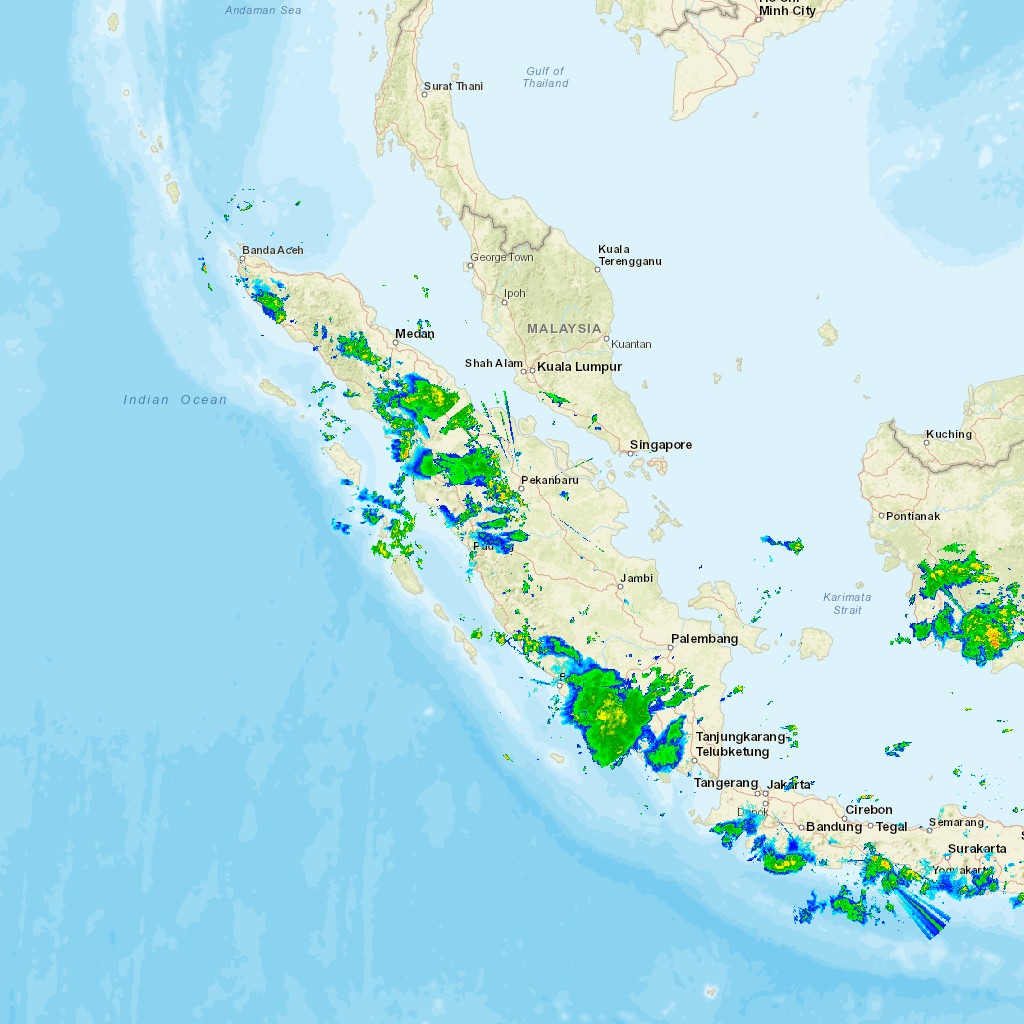 Andaman Sea
Minh City
Gulf of
Thailand
Surat Thani
Banda Aceh
George Town
Kuala
Terengganu
Ipoh
MALAYSIA
Medan
Kuantan
Shah Alam
Kuala Lumpur
Indian Ocean
Singapore
Kuching
Pekanbaru
Pontianak
Jambi
Karimata
Strait
Palembang
Tanjungkarang-
Telubketung
Tangerang
Jakarta
Depok
Cirebon
Bandung
Tegal
Semarang
Surakarta
Yogyakarta